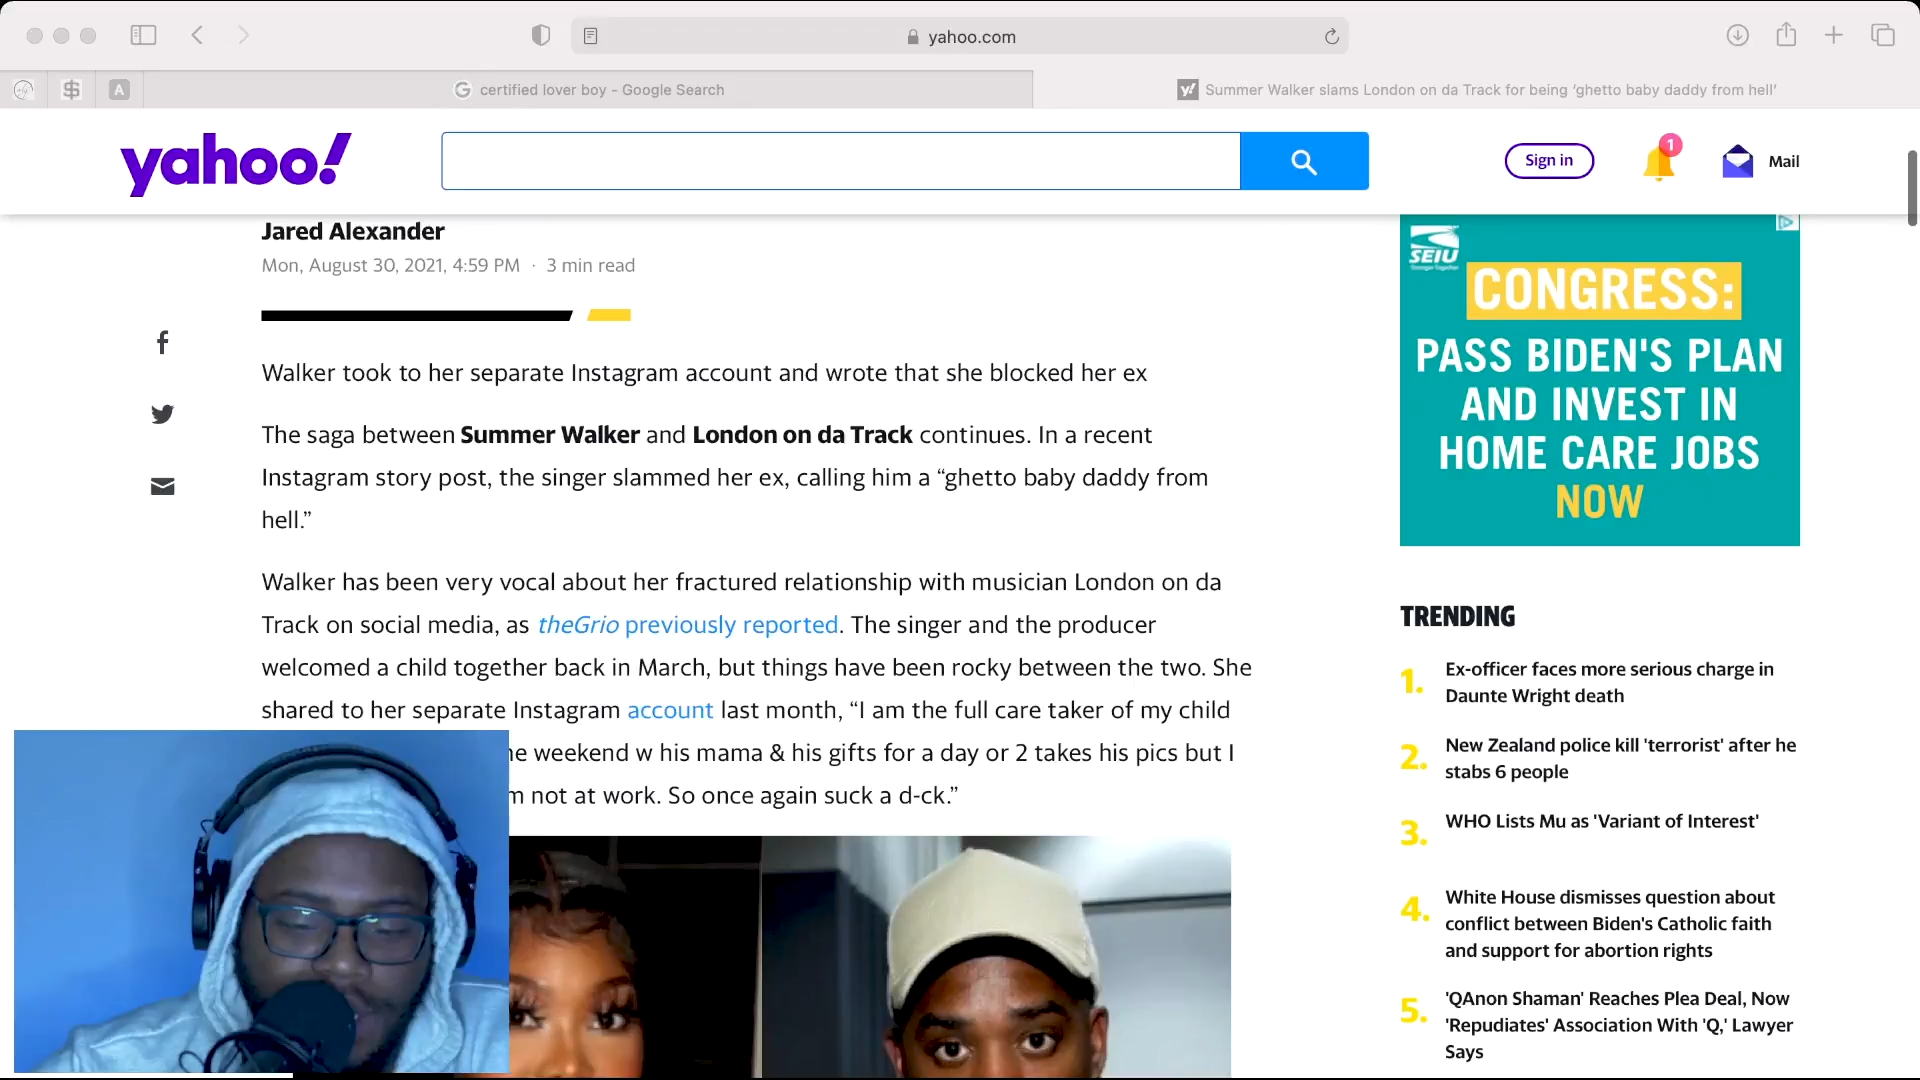 yahoo.com
A
certified lover boy - Google Search
y! Summer Walker slams London on da Track for being ‘ghetto baby daddy from hell’
yahoo!
Sign in
1
Mail
Jared Alexander
Mon, August 30, 2021, 4:59 PM · 3 min read
Walker took to her separate Instagram account and wrote that she blocked her ex
The saga between Summer Walker and London on da Track continues. In a recent
Instagram story post, the singer slammed her ex, calling him a “ghetto baby daddy from
hell.”
Walker has been very vocal about her fractured relationship with musician London on da
Track on social media, as theGrio previously reported. The singer and the producer
welcomed a child together back in March, but things have been rocky between the two. She
shared to her separate Instagram account last month, “I am the full care taker of my child
weekend w his mama & his gifts for a day or 2 takes his pics but I
not at work. So once again suck a d-ck.”
SEIU
Stronger Together
CONGRESS:
PASS BIDEN'S PLAN
AND INVEST IN
HOME CARE JOBS
NOW
TRENDING
1. Ex-officer faces more serious charge in
Daunte Wright death
2. New Zealand police kill 'terrorist' after he
stabs 6 people
3. WHO Lists Mu as 'Variant of Interest'
4. White House dismisses question about
conflict between Biden's Catholic faith
and support for abortion rights
5. 'QAnon Shaman' Reaches Plea Deal, Now
'Repudiates' Association With 'Q,' Lawyer
Says